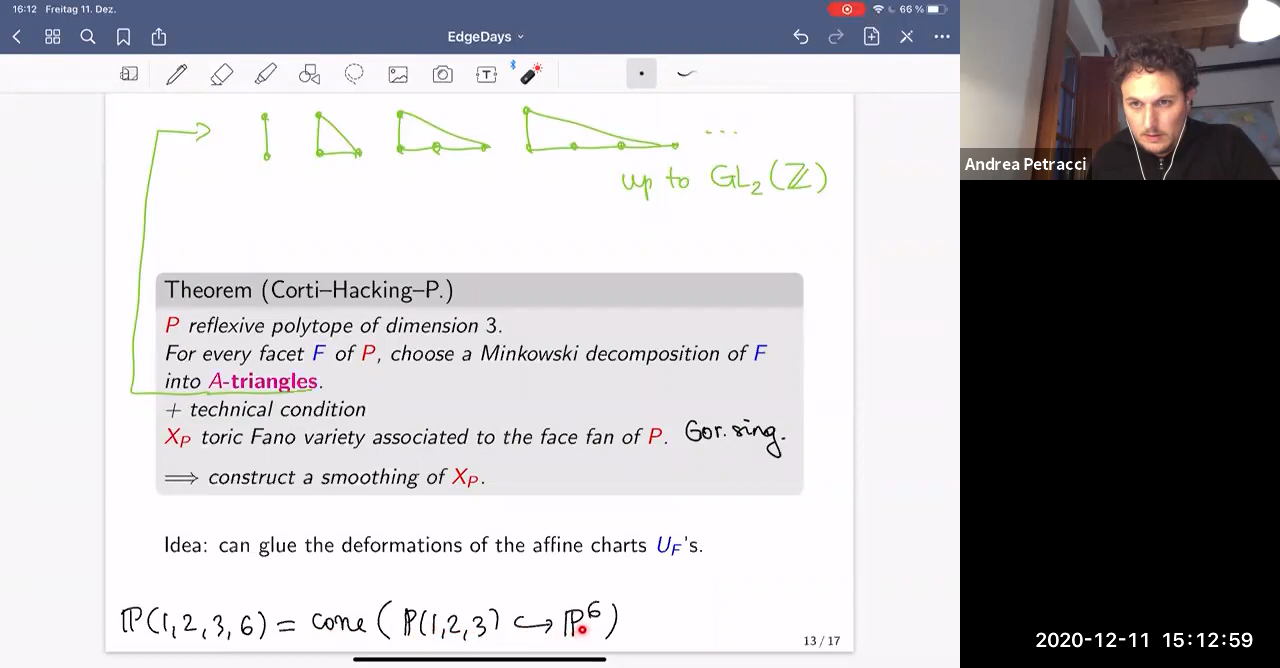 16:12 Freitag 11. Dez.
66 %
EdgeDays
T
...
up to GL₂(ℤ)
Theorem (Corti–Hacking–P.)
P reflexive polytope of dimension 3.
For every facet F of P, choose a Minkowski decomposition of F
into A-triangles.
+ technical condition
X_P toric Fano variety associated to the face fan of P. Gor. sing.
⟹ construct a smoothing of X_P.
Idea: can glue the deformations of the affine charts U_F's.
ℙ(1,2,3,6) = cone (ℙ(1,2,3) ↪ ℙ⁶)
13 / 17
Andrea Petracci
2020-12-11 15:12:59